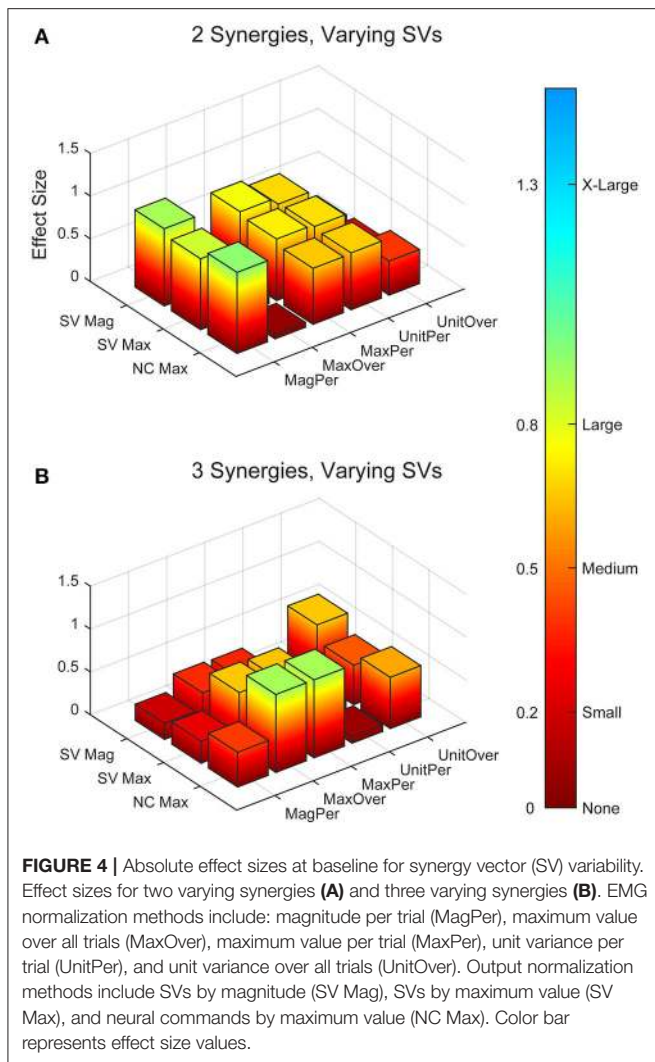 A
2 Synergies, Varying SVs
1.5
1
0.5
0
Effect Size
SV Mag
SV Max
NC Max
MagPer
MaxOver
MaxPer
UnitPer
UnitOver
B
3 Synergies, Varying SVs
1.5
1
0.5
0
SV Mag
SV Max
NC Max
MagPer
MaxOver
MaxPer
UnitPer
UnitOver
1.3 X-Large
0.8 Large
0.5 Medium
0.2 Small
0 None
FIGURE 4 | Absolute effect sizes at baseline for synergy vector (SV) variability.
Effect sizes for two varying synergies (A) and three varying synergies (B). EMG
normalization methods include: magnitude per trial (MagPer), maximum value
over all trials (MaxOver), maximum value per trial (MaxPer), unit variance per
trial (UnitPer), and unit variance over all trials (UnitOver). Output normalization
methods include SVs by magnitude (SV Mag), SVs by maximum value (SV
Max), and neural commands by maximum value (NC Max). Color bar
represents effect size values.